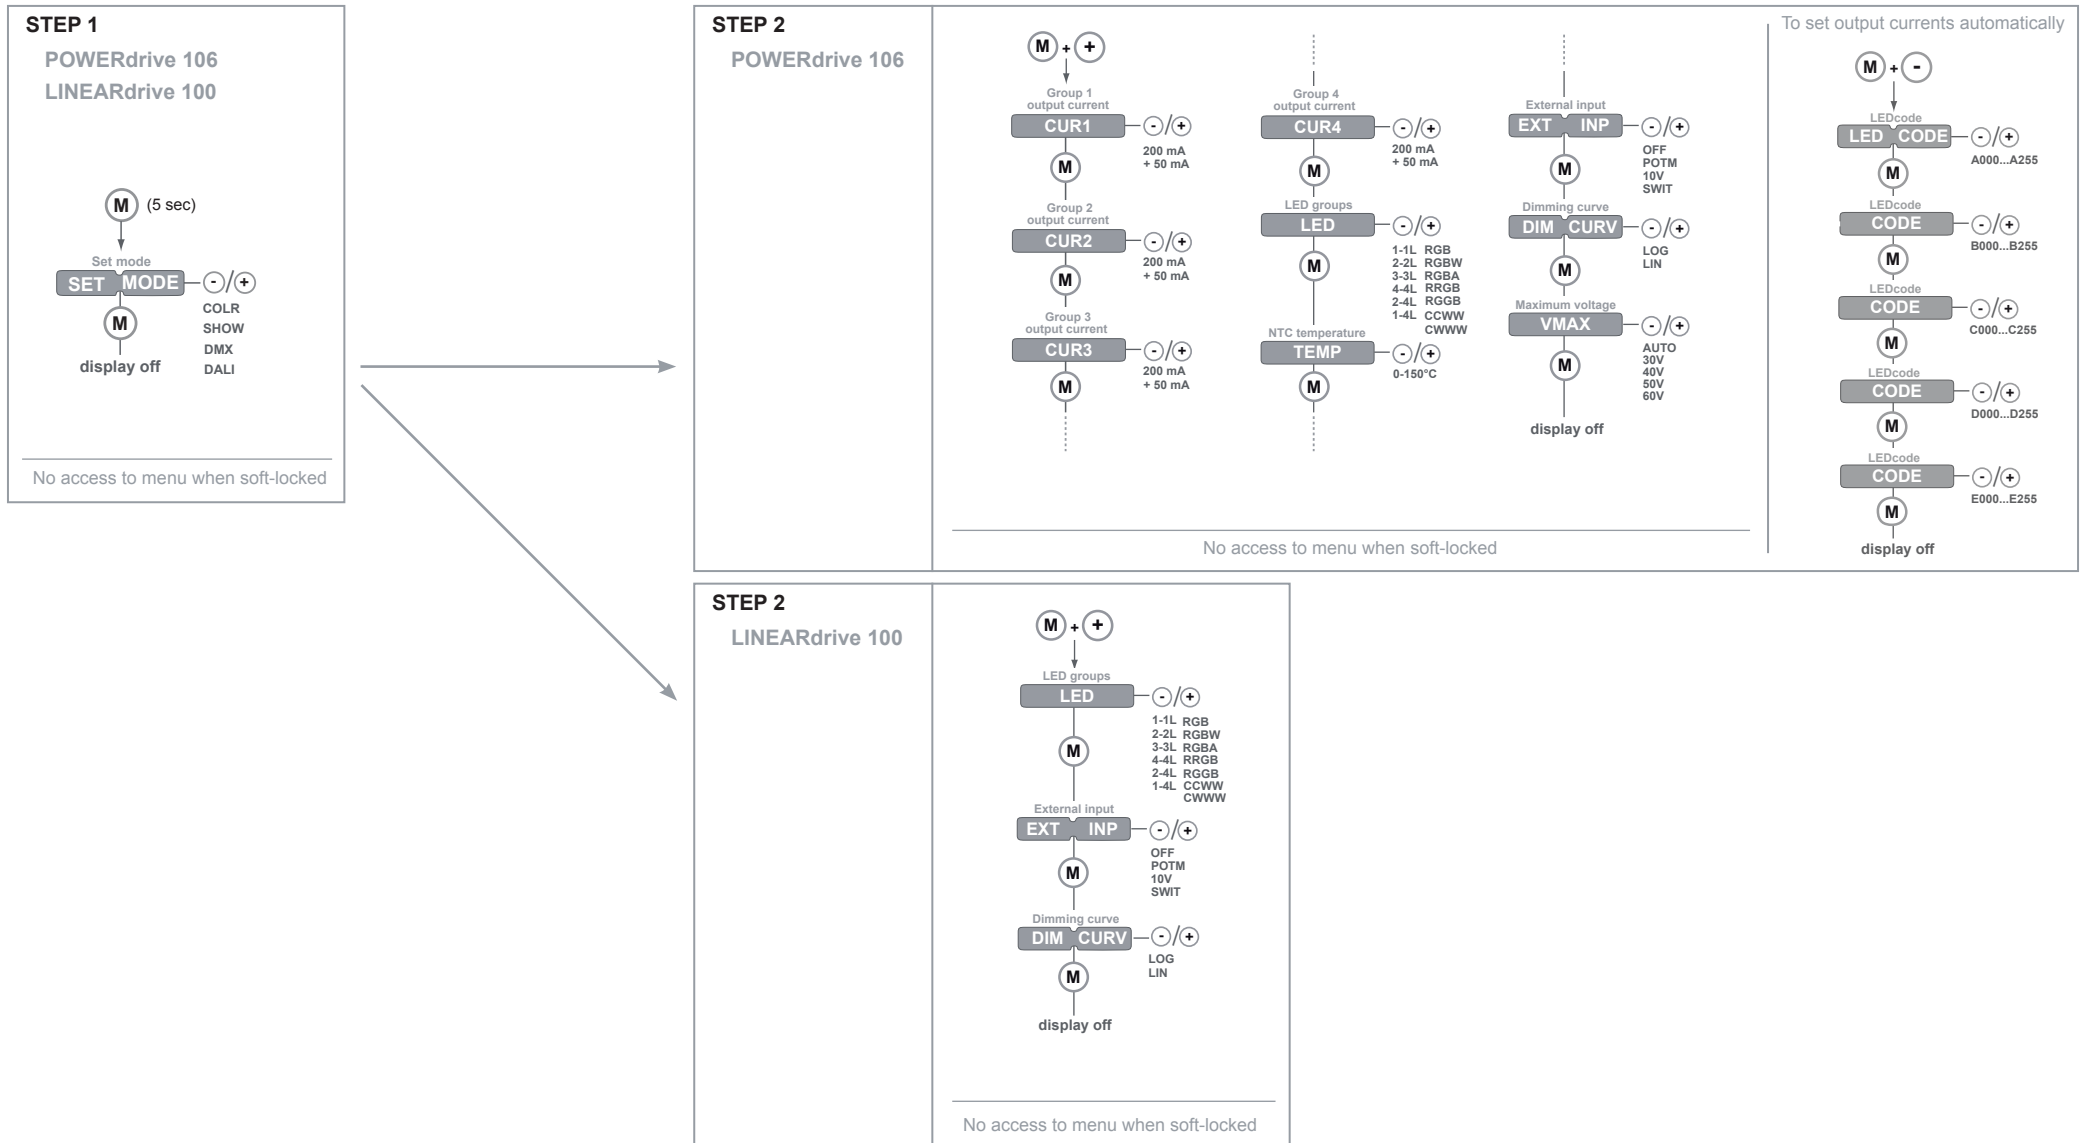 STEP 1
POWERdrive 106
LINEARdrive 100
M (5 sec)
Set mode
SET MODE -/+
COLR
SHOW
DMX
DALI
M
display off
No access to menu when soft-locked
STEP 2
POWERdrive 106
M + +
Group 1
output current
CUR1 -/+
200 mA
+ 50 mA
M
Group 2
output current
CUR2 -/+
200 mA
+ 50 mA
M
Group 3
output current
CUR3 -/+
200 mA
+ 50 mA
M
Group 4
output current
CUR4 -/+
200 mA
+ 50 mA
M
LED groups
LED -/+
1-1L RGB
2-2L RGBW
3-3L RGBA
4-4L RRGB
2-4L RGGB
1-4L CCWW
CWWW
M
NTC temperature
TEMP -/+
0-150°C
M
External input
EXT INP -/+
OFF
POTM
10V
SWIT
M
Dimming curve
DIM CURV -/+
LOG
LIN
M
Maximum voltage
VMAX -/+
AUTO
30V
40V
50V
60V
M
display off
No access to menu when soft-locked
To set output currents automatically
M + -
LEDcode
LED CODE -/+
A000...A255
M
LEDcode
CODE -/+
B000...B255
M
LEDcode
CODE -/+
C000...C255
M
LEDcode
CODE -/+
D000...D255
M
LEDcode
CODE -/+
E000...E255
M
display off
STEP 2
LINEARdrive 100
M + +
LED groups
LED -/+
1-1L RGB
2-2L RGBW
3-3L RGBA
4-4L RRGB
2-4L RGGB
1-4L CCWW
CWWW
M
External input
EXT INP -/+
OFF
POTM
10V
SWIT
M
Dimming curve
DIM CURV -/+
LOG
LIN
M
display off
No access to menu when soft-locked